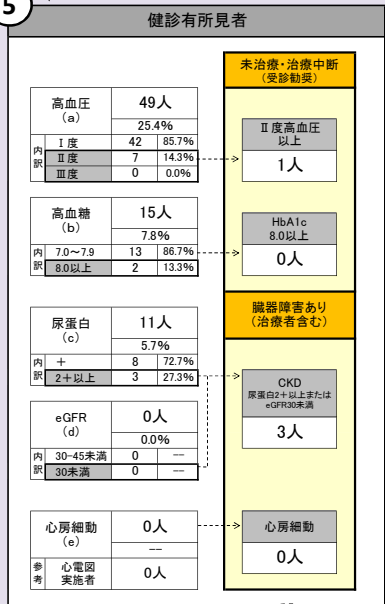 5
健診有所見者
未治療・治療中断
（受診勧奨）
高血圧
（a）
49人
25.4%
内訳
Ⅰ度 42 85.7%
Ⅱ度 7 14.3%
Ⅲ度 0 0.0%
Ⅱ度高血圧
以上
1人
高血糖
（b）
15人
7.8%
内訳
7.0～7.9 13 86.7%
8.0以上 2 13.3%
HbA1c
8.0以上
0人
臓器障害あり
（治療者含む）
尿蛋白
（c）
11人
5.7%
内訳
＋ 8 72.7%
2＋以上 3 27.3%
CKD
尿蛋白2＋以上または
eGFR30未満
3人
eGFR
（d）
0人
0.0%
内訳
30-45未満 0 --
30未満 0 --
心房細動
（e）
0人
--
参考
心電図
実施者
0人
心房細動
0人